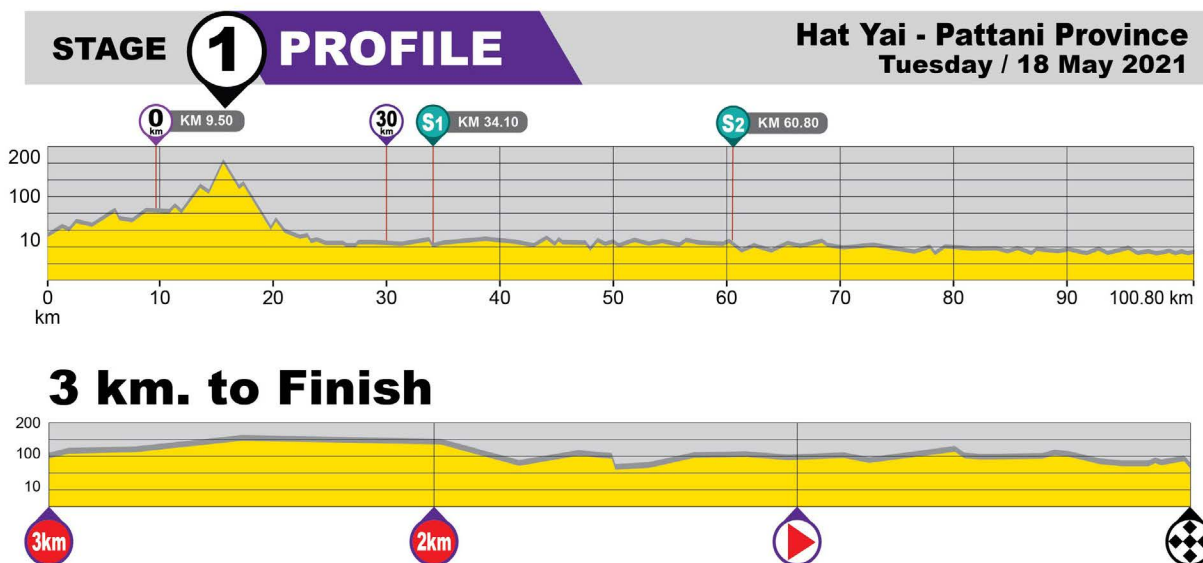 STAGE 1 PROFILE
Hat Yai - Pattani Province
Tuesday / 18 May 2021
0 km KM 9.50
30 km
S1 KM 34.10
S2 KM 60.80
200
100
10
0 10 20 30 40 50 60 70 80 90 100.80 km
km
3 km. to Finish
200
100
10
3km
2km